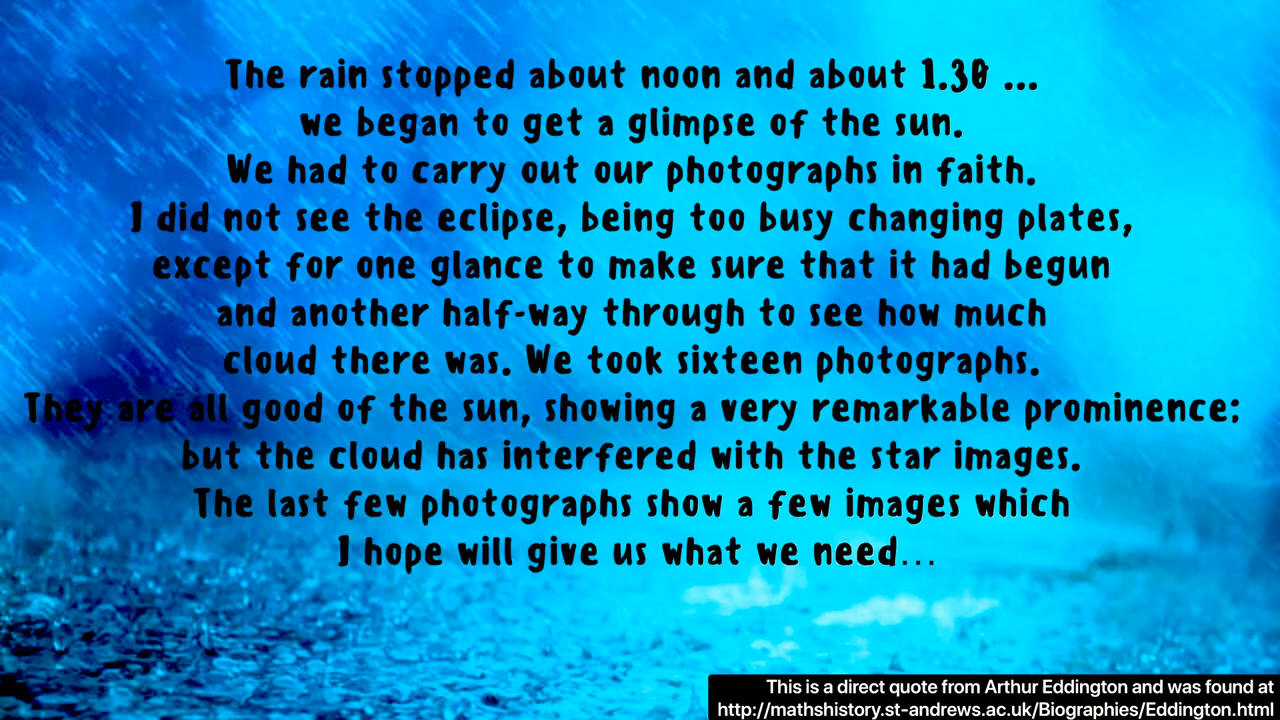 The rain stopped about noon and about 1.30 ...
we began to get a glimpse of the sun.
We had to carry out our photographs in faith.
I did not see the eclipse, being too busy changing plates,
except for one glance to make sure that it had begun
and another half-way through to see how much
cloud there was. We took sixteen photographs.
They are all good of the sun, showing a very remarkable prominence:
but the cloud has interfered with the star images.
The last few photographs show a few images which
I hope will give us what we need...
This is a direct quote from Arthur Eddington and was found at
http://mathshistory.st-andrews.ac.uk/Biographies/Eddington.html